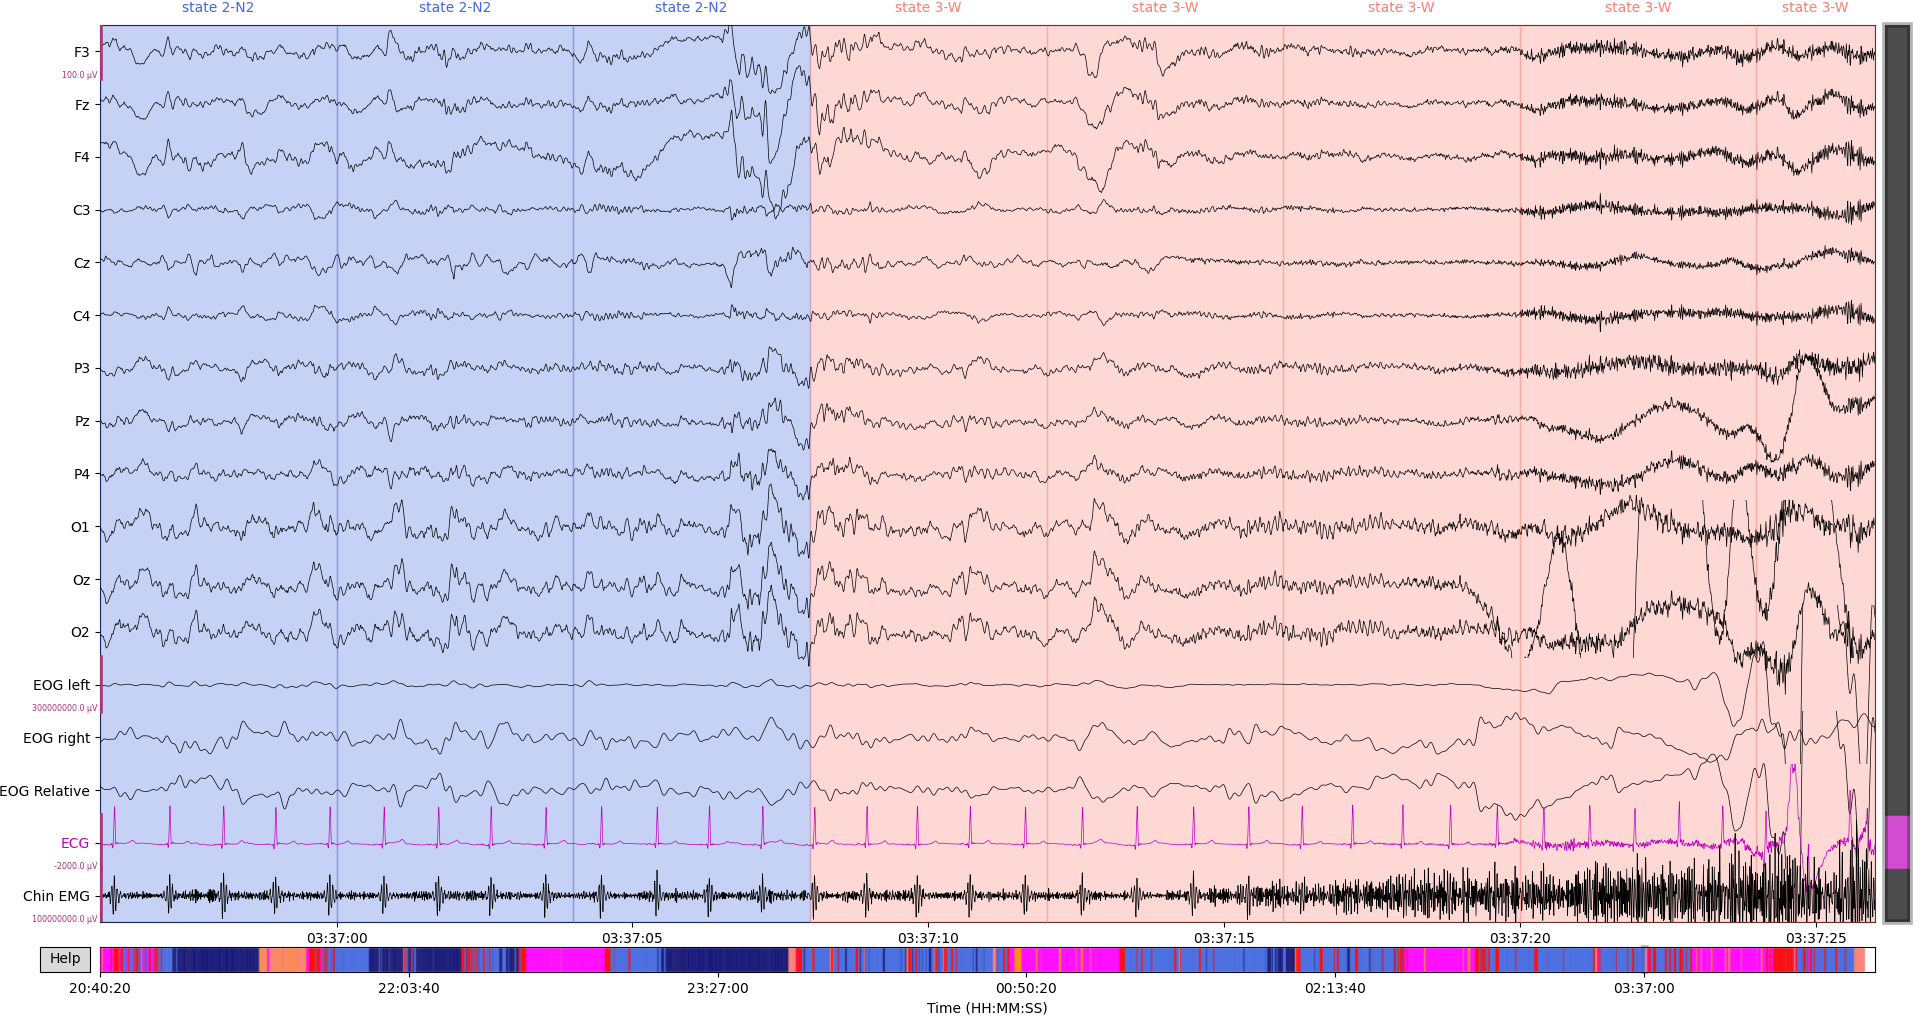 state 2-N2 state 2-N2 state 2-N2 state 3-W state 3-W state 3-W state 3-W state 3-W
F3
100.0 µV
Fz
F4
C3
Cz
C4
P3
Pz
P4
O1
Oz
O2
EOG left
300000000.0 µV
EOG right
EOG Relative
ECG
-2000.0 µV
Chin EMG
100000000.0 µV
03:37:00 03:37:05 03:37:10 03:37:15 03:37:20 03:37:25
Help
20:40:20 22:03:40 23:27:00 00:50:20 02:13:40 03:37:00
Time (HH:MM:SS)